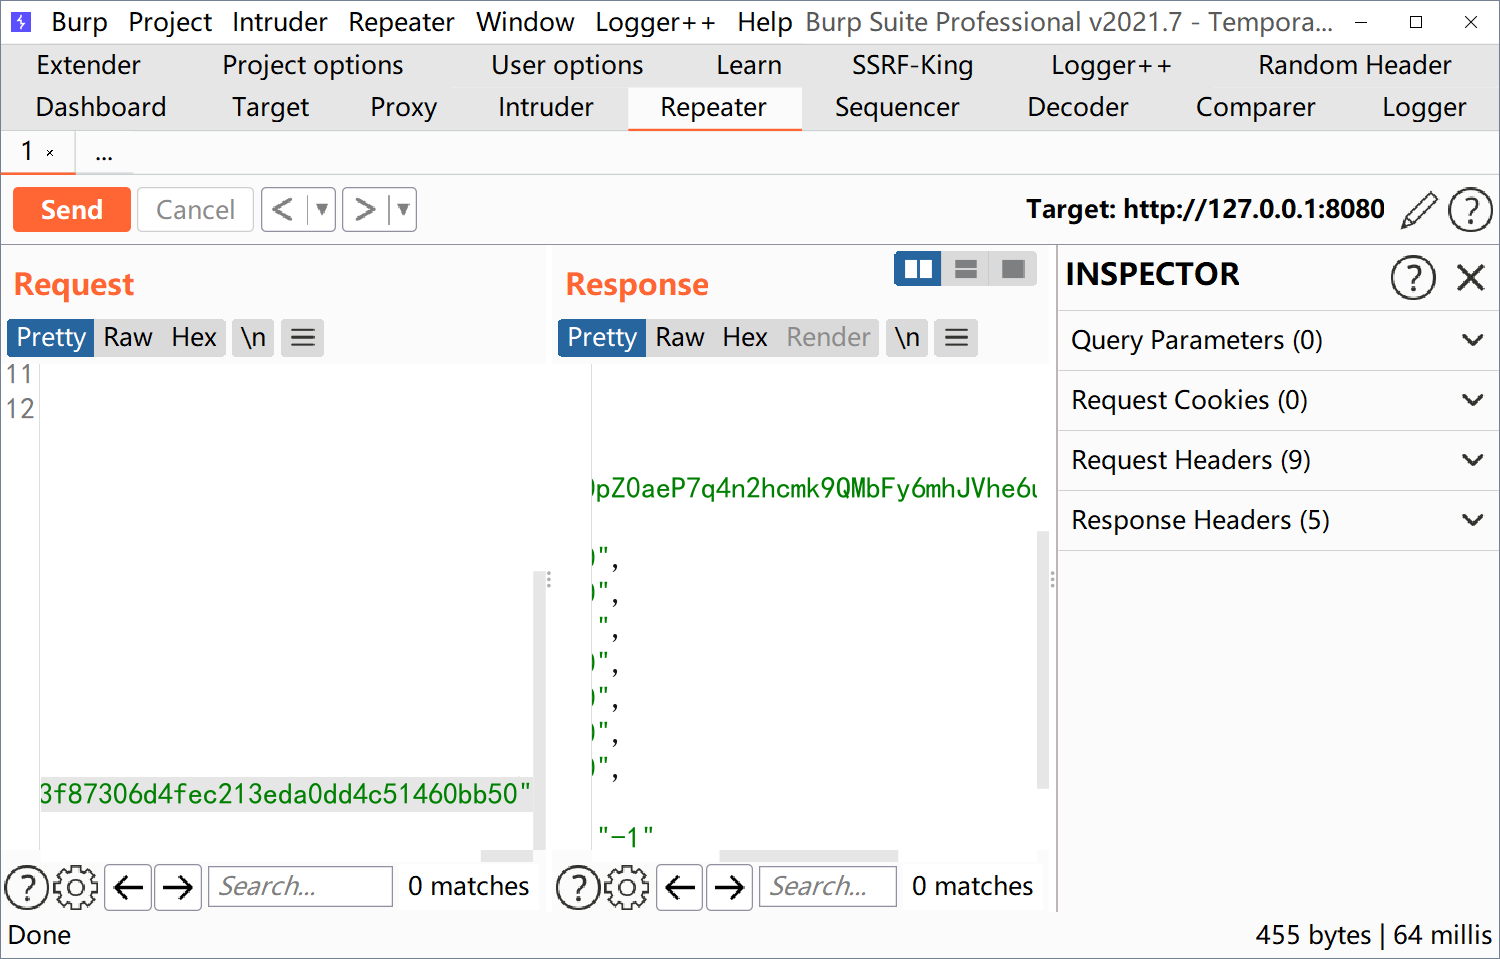 Burp Project Intruder Repeater Window Logger++ Help Burp Suite Professional v2021.7 - Tempora...
Extender Project options User options Learn SSRF-King Logger++ Random Header
Dashboard Target Proxy Intruder Repeater Sequencer Decoder Comparer Logger
1 × ...
Send Cancel < ▼ > ▼ Target: http://127.0.0.1:8080
Request
Pretty Raw Hex \n
11
12
3f87306d4fec213eda0dd4c51460bb50"
Search... 0 matches
Response
Pretty Raw Hex Render \n
pZ0aeP7q4n2hcmk9QMbFy6mhJVhe6u
",
",
",
",
",
",
",
"-1"
Search... 0 matches
INSPECTOR
Query Parameters (0)
Request Cookies (0)
Request Headers (9)
Response Headers (5)
Done 455 bytes | 64 millis